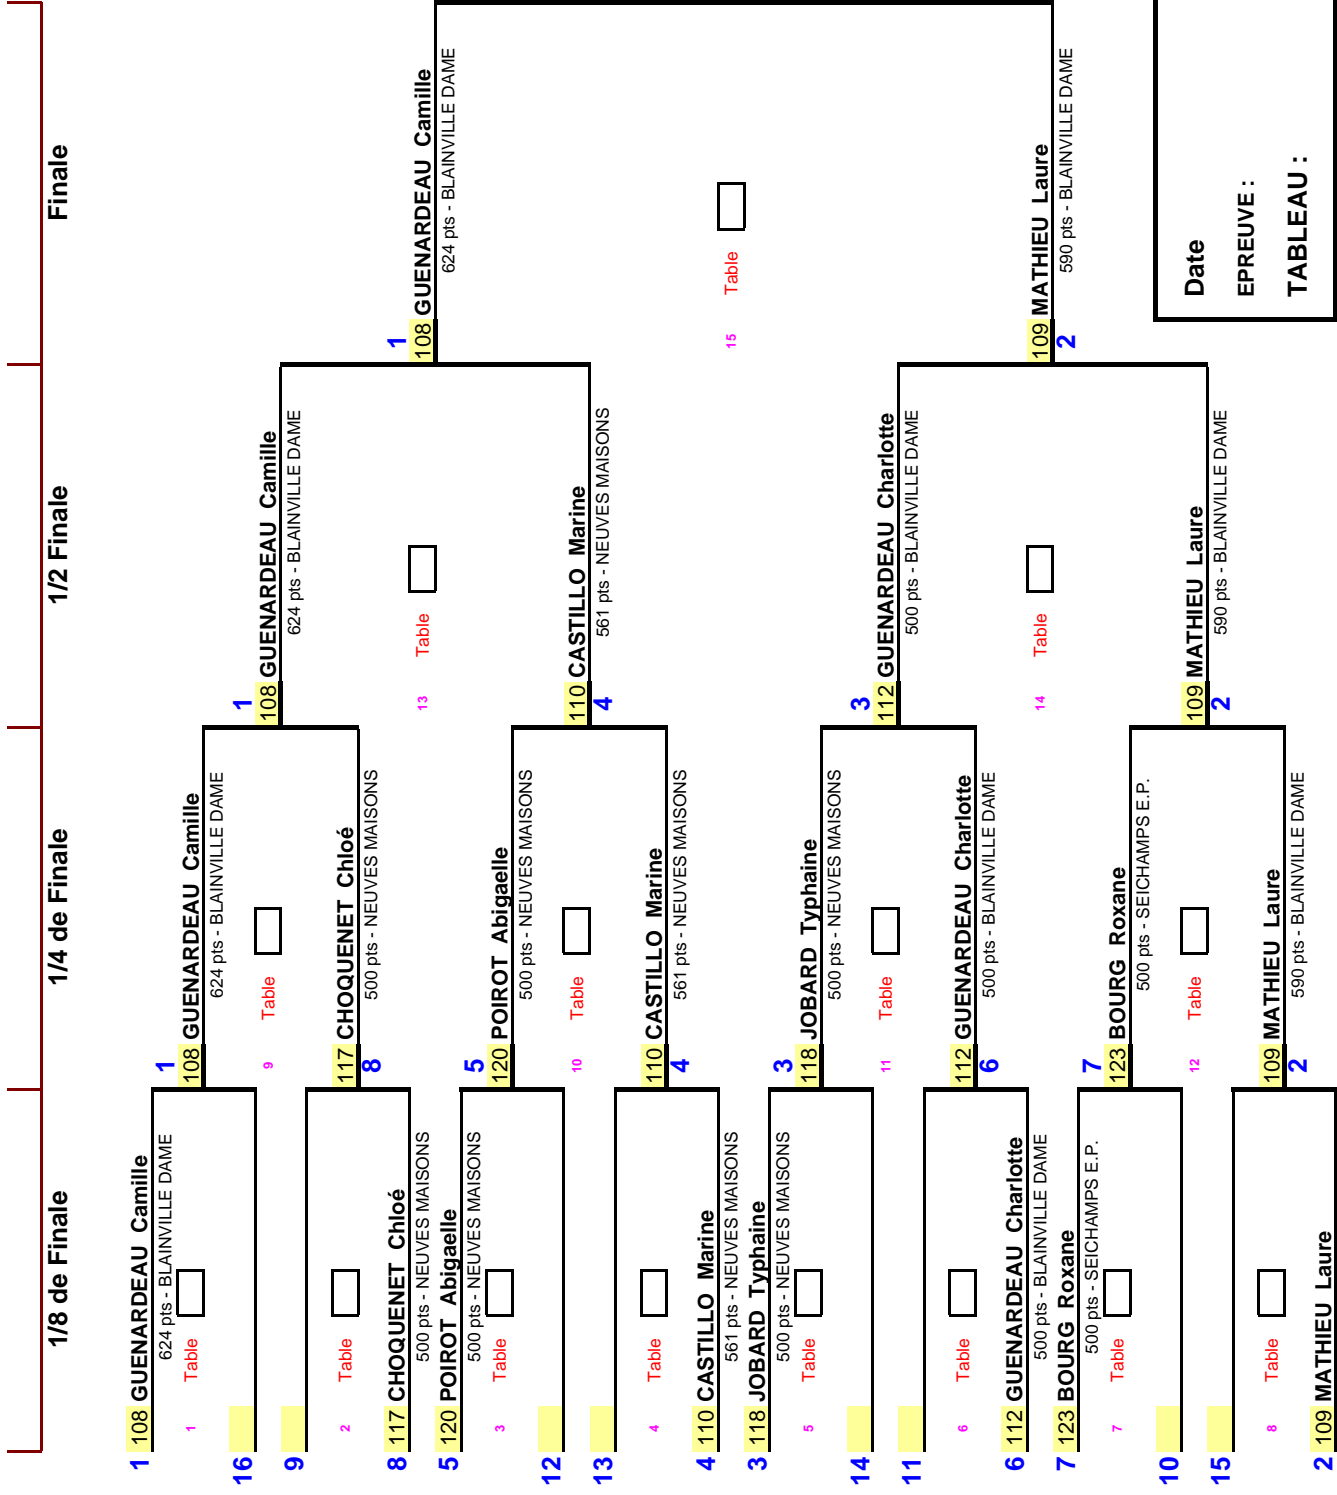 1/8 de Finale
1/4 de Finale
1/2 Finale
Finale
1 108 GUENARDEAU Camille
624 pts - BLAINVILLE DAME
1 Table
16
9
2 Table
8 117 CHOQUENET Chloé
500 pts - NEUVES MAISONS
5 120 POIROT Abigaelle
500 pts - NEUVES MAISONS
3 Table
12
13
4 Table
4 110 CASTILLO Marine
561 pts - NEUVES MAISONS
3 118 JOBARD Typhaine
500 pts - NEUVES MAISONS
5 Table
14
11
6 Table
6 112 GUENARDEAU Charlotte
500 pts - BLAINVILLE DAME
7 123 BOURG Roxane
500 pts - SEICHAMPS E.P.
7 Table
10
15
8 Table
2 109 MATHIEU Laure
1
108 GUENARDEAU Camille
624 pts - BLAINVILLE DAME
9 Table
117 CHOQUENET Chloé
8 500 pts - NEUVES MAISONS
5
120 POIROT Abigaelle
500 pts - NEUVES MAISONS
10 Table
110 CASTILLO Marine
4 561 pts - NEUVES MAISONS
3
118 JOBARD Typhaine
500 pts - NEUVES MAISONS
11 Table
112 GUENARDEAU Charlotte
6 500 pts - BLAINVILLE DAME
7
123 BOURG Roxane
500 pts - SEICHAMPS E.P.
12 Table
109 MATHIEU Laure
2 590 pts - BLAINVILLE DAME
1
108 GUENARDEAU Camille
624 pts - BLAINVILLE DAME
13 Table
110 CASTILLO Marine
4 561 pts - NEUVES MAISONS
3
112 GUENARDEAU Charlotte
500 pts - BLAINVILLE DAME
14 Table
109 MATHIEU Laure
2 590 pts - BLAINVILLE DAME
1
108 GUENARDEAU Camille
624 pts - BLAINVILLE DAME
15 Table
109 MATHIEU Laure
2 590 pts - BLAINVILLE DAME
Date
EPREUVE :
TABLEAU :